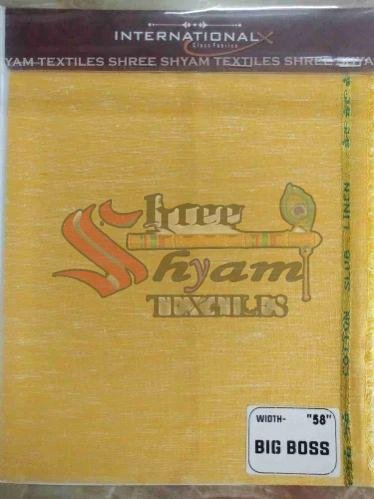 INTERNATIONAL
Class Fabrics
YAM TEXTILES SHREE SHYAM TEXTILES SHREE SHYA
COTTON SLUB LINEN
Shree
Shyam
TEXTILES
WIDTH- "58"
BIG BOSS